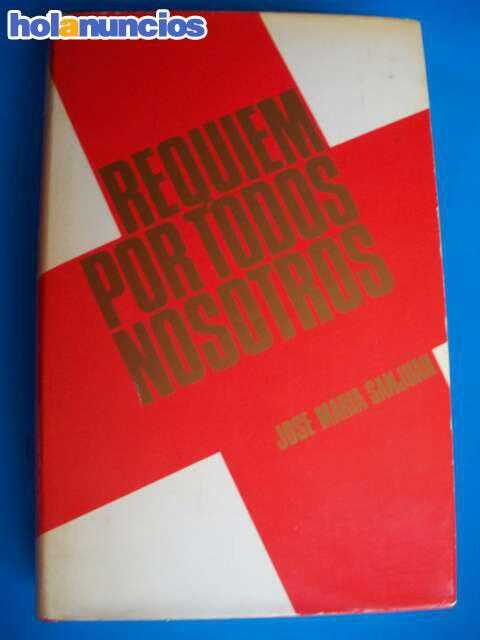 holanuncios
REQUIEM
POR TODOS
NOSOTROS
JOSE MARIA SANJUAN